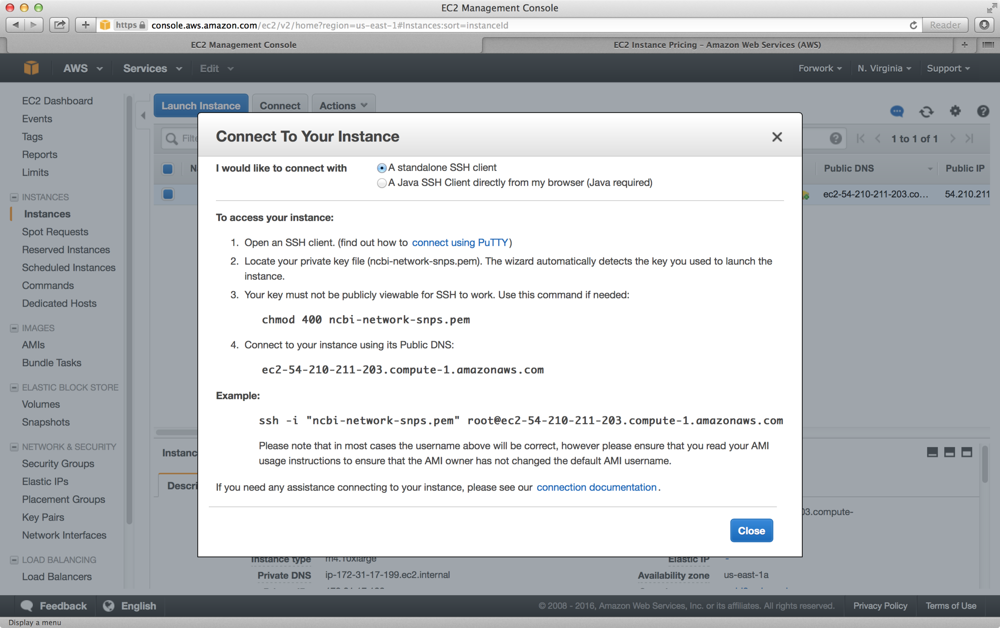 EC2 Management Console
https console.aws.amazon.com/ec2/v2/home?region=us-east-1#Instances:sort=instanceId
Reader
EC2 Management Console
EC2 Instance Pricing – Amazon Web Services (AWS)
AWS Services Edit
Forwork N. Virginia Support
EC2 Dashboard
Events
Tags
Reports
Limits
INSTANCES
Instances
Spot Requests
Reserved Instances
Scheduled Instances
Commands
Dedicated Hosts
IMAGES
AMIs
Bundle Tasks
ELASTIC BLOCK STORE
Volumes
Snapshots
NETWORK & SECURITY
Security Groups
Elastic IPs
Placement Groups
Key Pairs
Network Interfaces
LOAD BALANCING
Load Balancers
Launch Instance Connect Actions
Filte
1 to 1 of 1
N
Public DNS Public IP
ec2-54-210-211-203.co... 54.210.211
Connect To Your Instance
I would like to connect with
A standalone SSH client
A Java SSH Client directly from my browser (Java required)
To access your instance:
1. Open an SSH client. (find out how to connect using PuTTY)
2. Locate your private key file (ncbi-network-snps.pem). The wizard automatically detects the key you used to launch the
instance.
3. Your key must not be publicly viewable for SSH to work. Use this command if needed:
chmod 400 ncbi-network-snps.pem
4. Connect to your instance using its Public DNS:
ec2-54-210-211-203.compute-1.amazonaws.com
Example:
ssh -i "ncbi-network-snps.pem" root@ec2-54-210-211-203.compute-1.amazonaws.com
Please note that in most cases the username above will be correct, however please ensure that you read your AMI
usage instructions to ensure that the AMI owner has not changed the default AMI username.
If you need any assistance connecting to your instance, please see our connection documentation.
Close
Instanc
Descri
03.compute-
Instance type m4.10xlarge
Elastic IP -
Private DNS ip-172-31-17-199.ec2.internal
Availability zone us-east-1a
Feedback English
© 2008 - 2016, Amazon Web Services, Inc. or its affiliates. All rights reserved. Privacy Policy Terms of Use
Display a menu